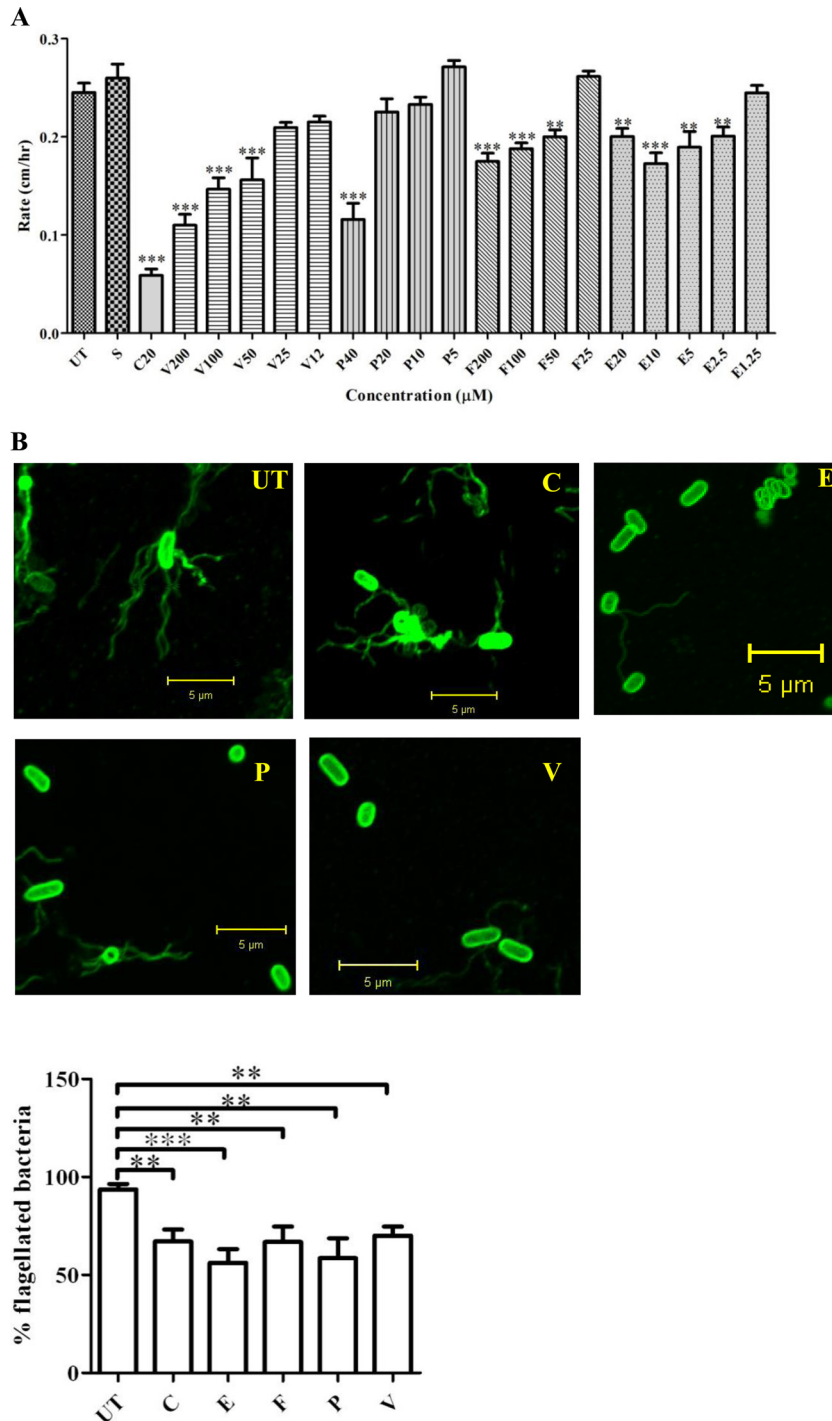 A
0.3
0.2
0.1
0.0
Rate (cm/hr)
***
***
***
***
***
***
***
**
**
***
**
**
UT
S
C20
V200
V100
V50
V25
V12
P40
P20
P10
P5
F200
F100
F50
F25
E20
E10
E5
E2.5
E1.25
Concentration (μM)
B
UT
5 μm
C
5 μm
E
5 μm
P
5 μm
V
5 μm
150
100
50
0
% flagellated bacteria
**
**
**
***
**
UT
C
E
F
P
V